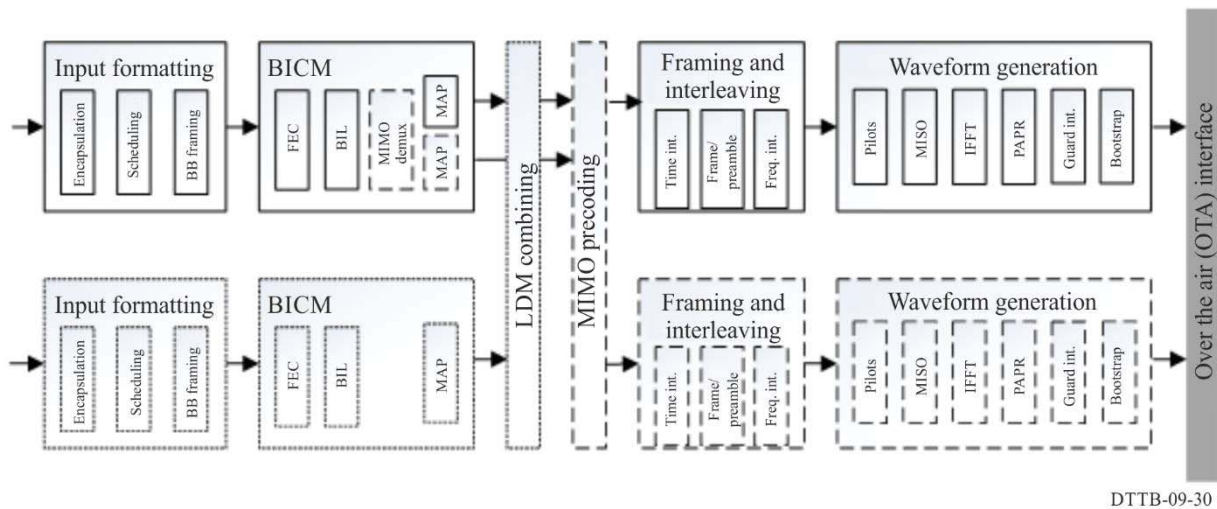 Input formatting
Encapsulation
Scheduling
BB framing
BICM
FEC
BIL
MIMO
demux
MAP
MAP
LDM combining
MIMO precoding
Framing and
interleaving
Time int.
Frame/
preamble
Freq. int.
Waveform generation
Pilots
MISO
IFFT
PAPR
Guard int.
Bootstrap
Over the air (OTA) interface
Input formatting
Encapsulation
Scheduling
BB framing
BICM
FEC
BIL
MAP
Framing and
interleaving
Time int.
Frame/
preamble
Freq. int.
Waveform generation
Pilots
MISO
IFFT
PAPR
Guard int.
Bootstrap
DTTB-09-30